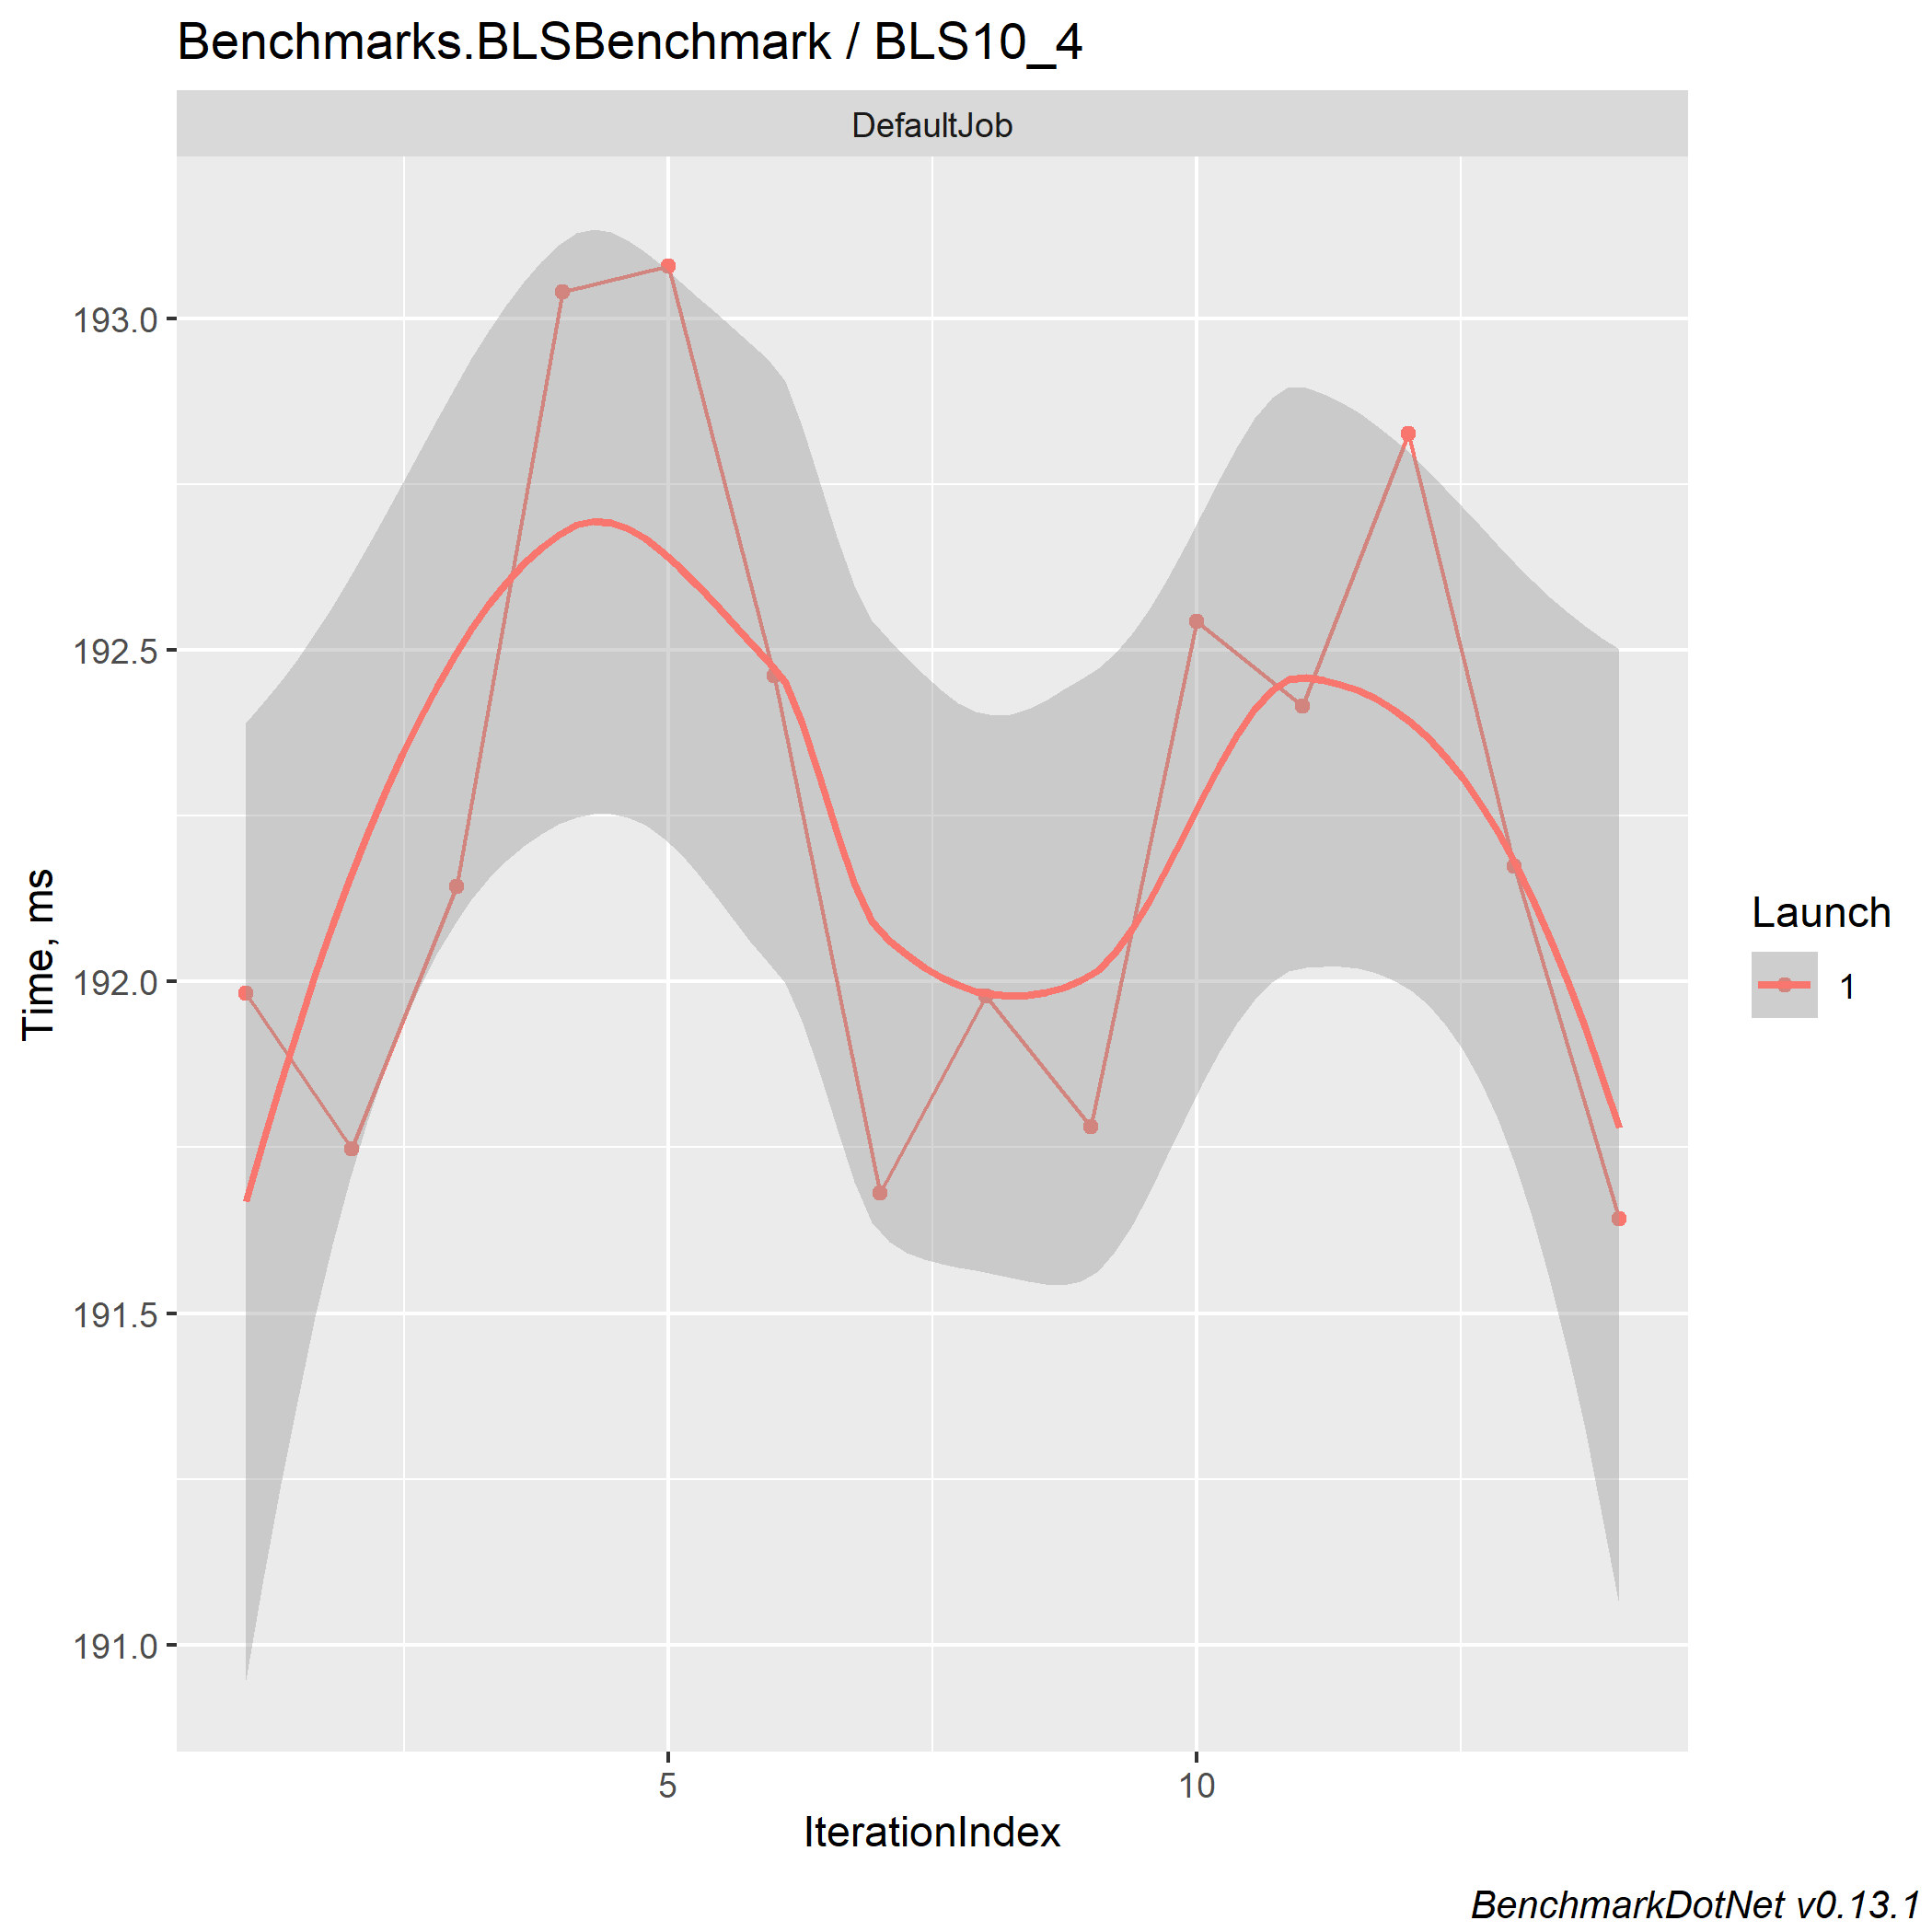 Benchmarks.BLSBenchmark / BLS10_4
DefaultJob
193.0
192.5
192.0
191.5
191.0
Time, ms
5
10
IterationIndex
Launch
1
BenchmarkDotNet v0.13.1